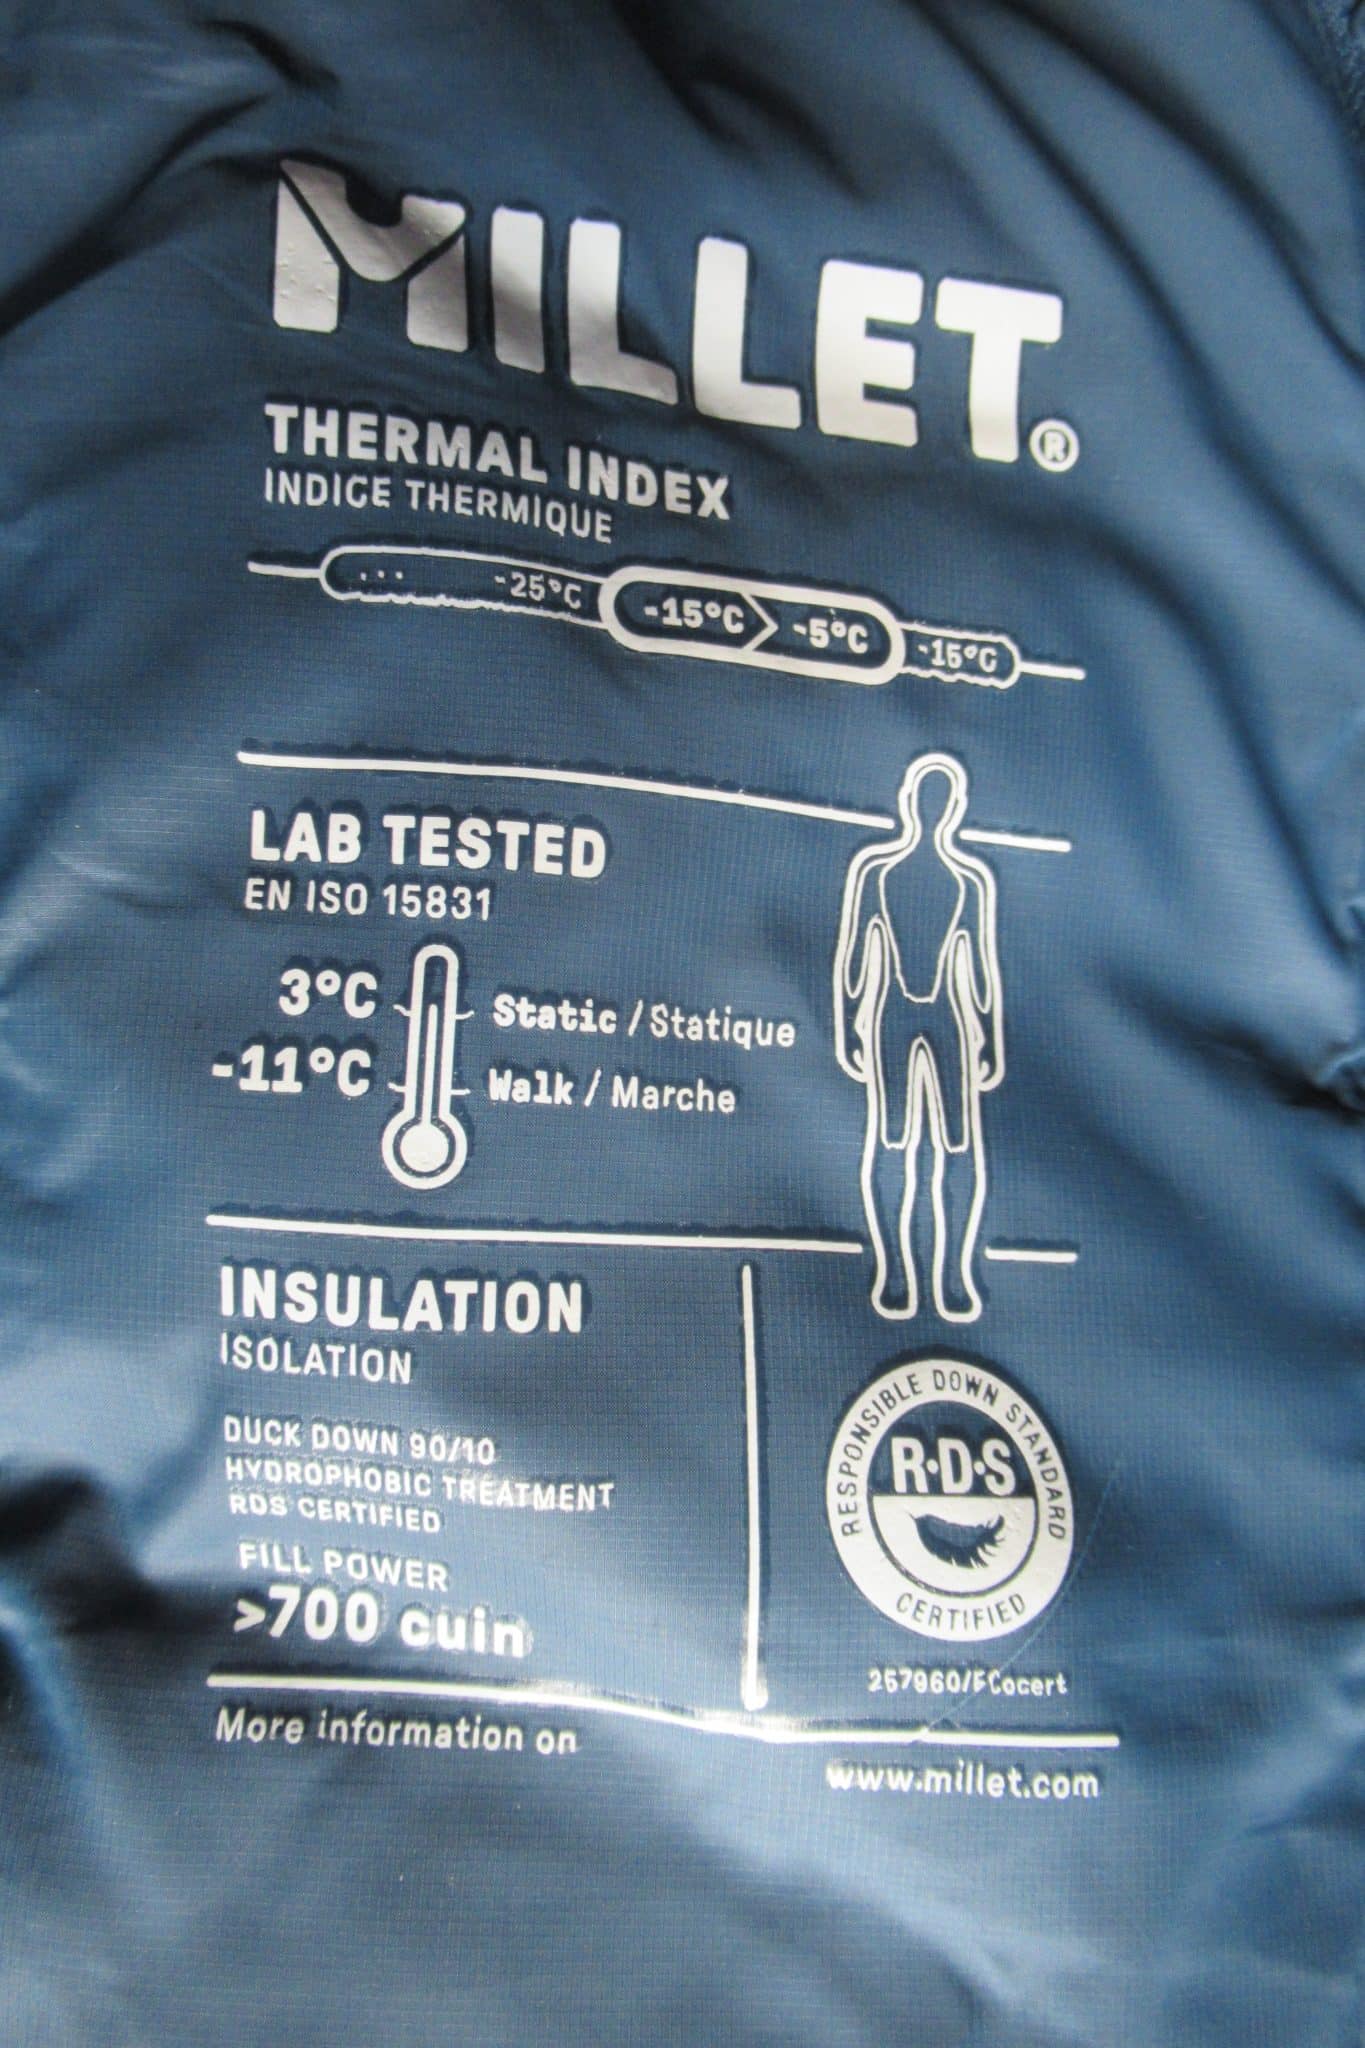 MILLET®
THERMAL INDEX
INDICE THERMIQUE
... -25°C -15°C -5°C -15°C
LAB TESTED
EN ISO 15831
3°C Static / Statique
-11°C Walk / Marche
INSULATION
ISOLATION
DUCK DOWN 90/10
HYDROPHOBIC TREATMENT
RDS CERTIFIED
FILL POWER
>700 cuin
RESPONSIBLE DOWN STANDARD
R·D·S
CERTIFIED
257960/ECocert
More information on
www.millet.com